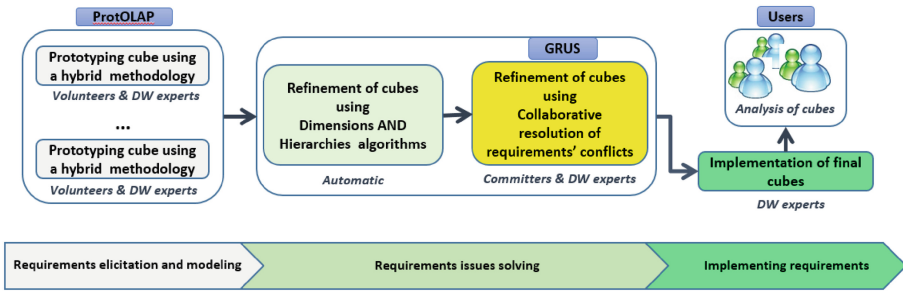 ProtOLAP
Prototyping cube using
a hybrid methodology
Volunteers & DW experts
...
Prototyping cube using
a hybrid methodology
Volunteers & DW experts
GRUS
Refinement of cubes
using
Dimensions AND
Hierarchies algorithms
Automatic
Refinement of cubes
using
Collaborative
resolution of
requirements' conflicts
Committers & DW experts
Users
Analysis of cubes
Implementation of final
cubes
DW experts
Requirements elicitation and modeling
Requirements issues solving
Implementing requirements